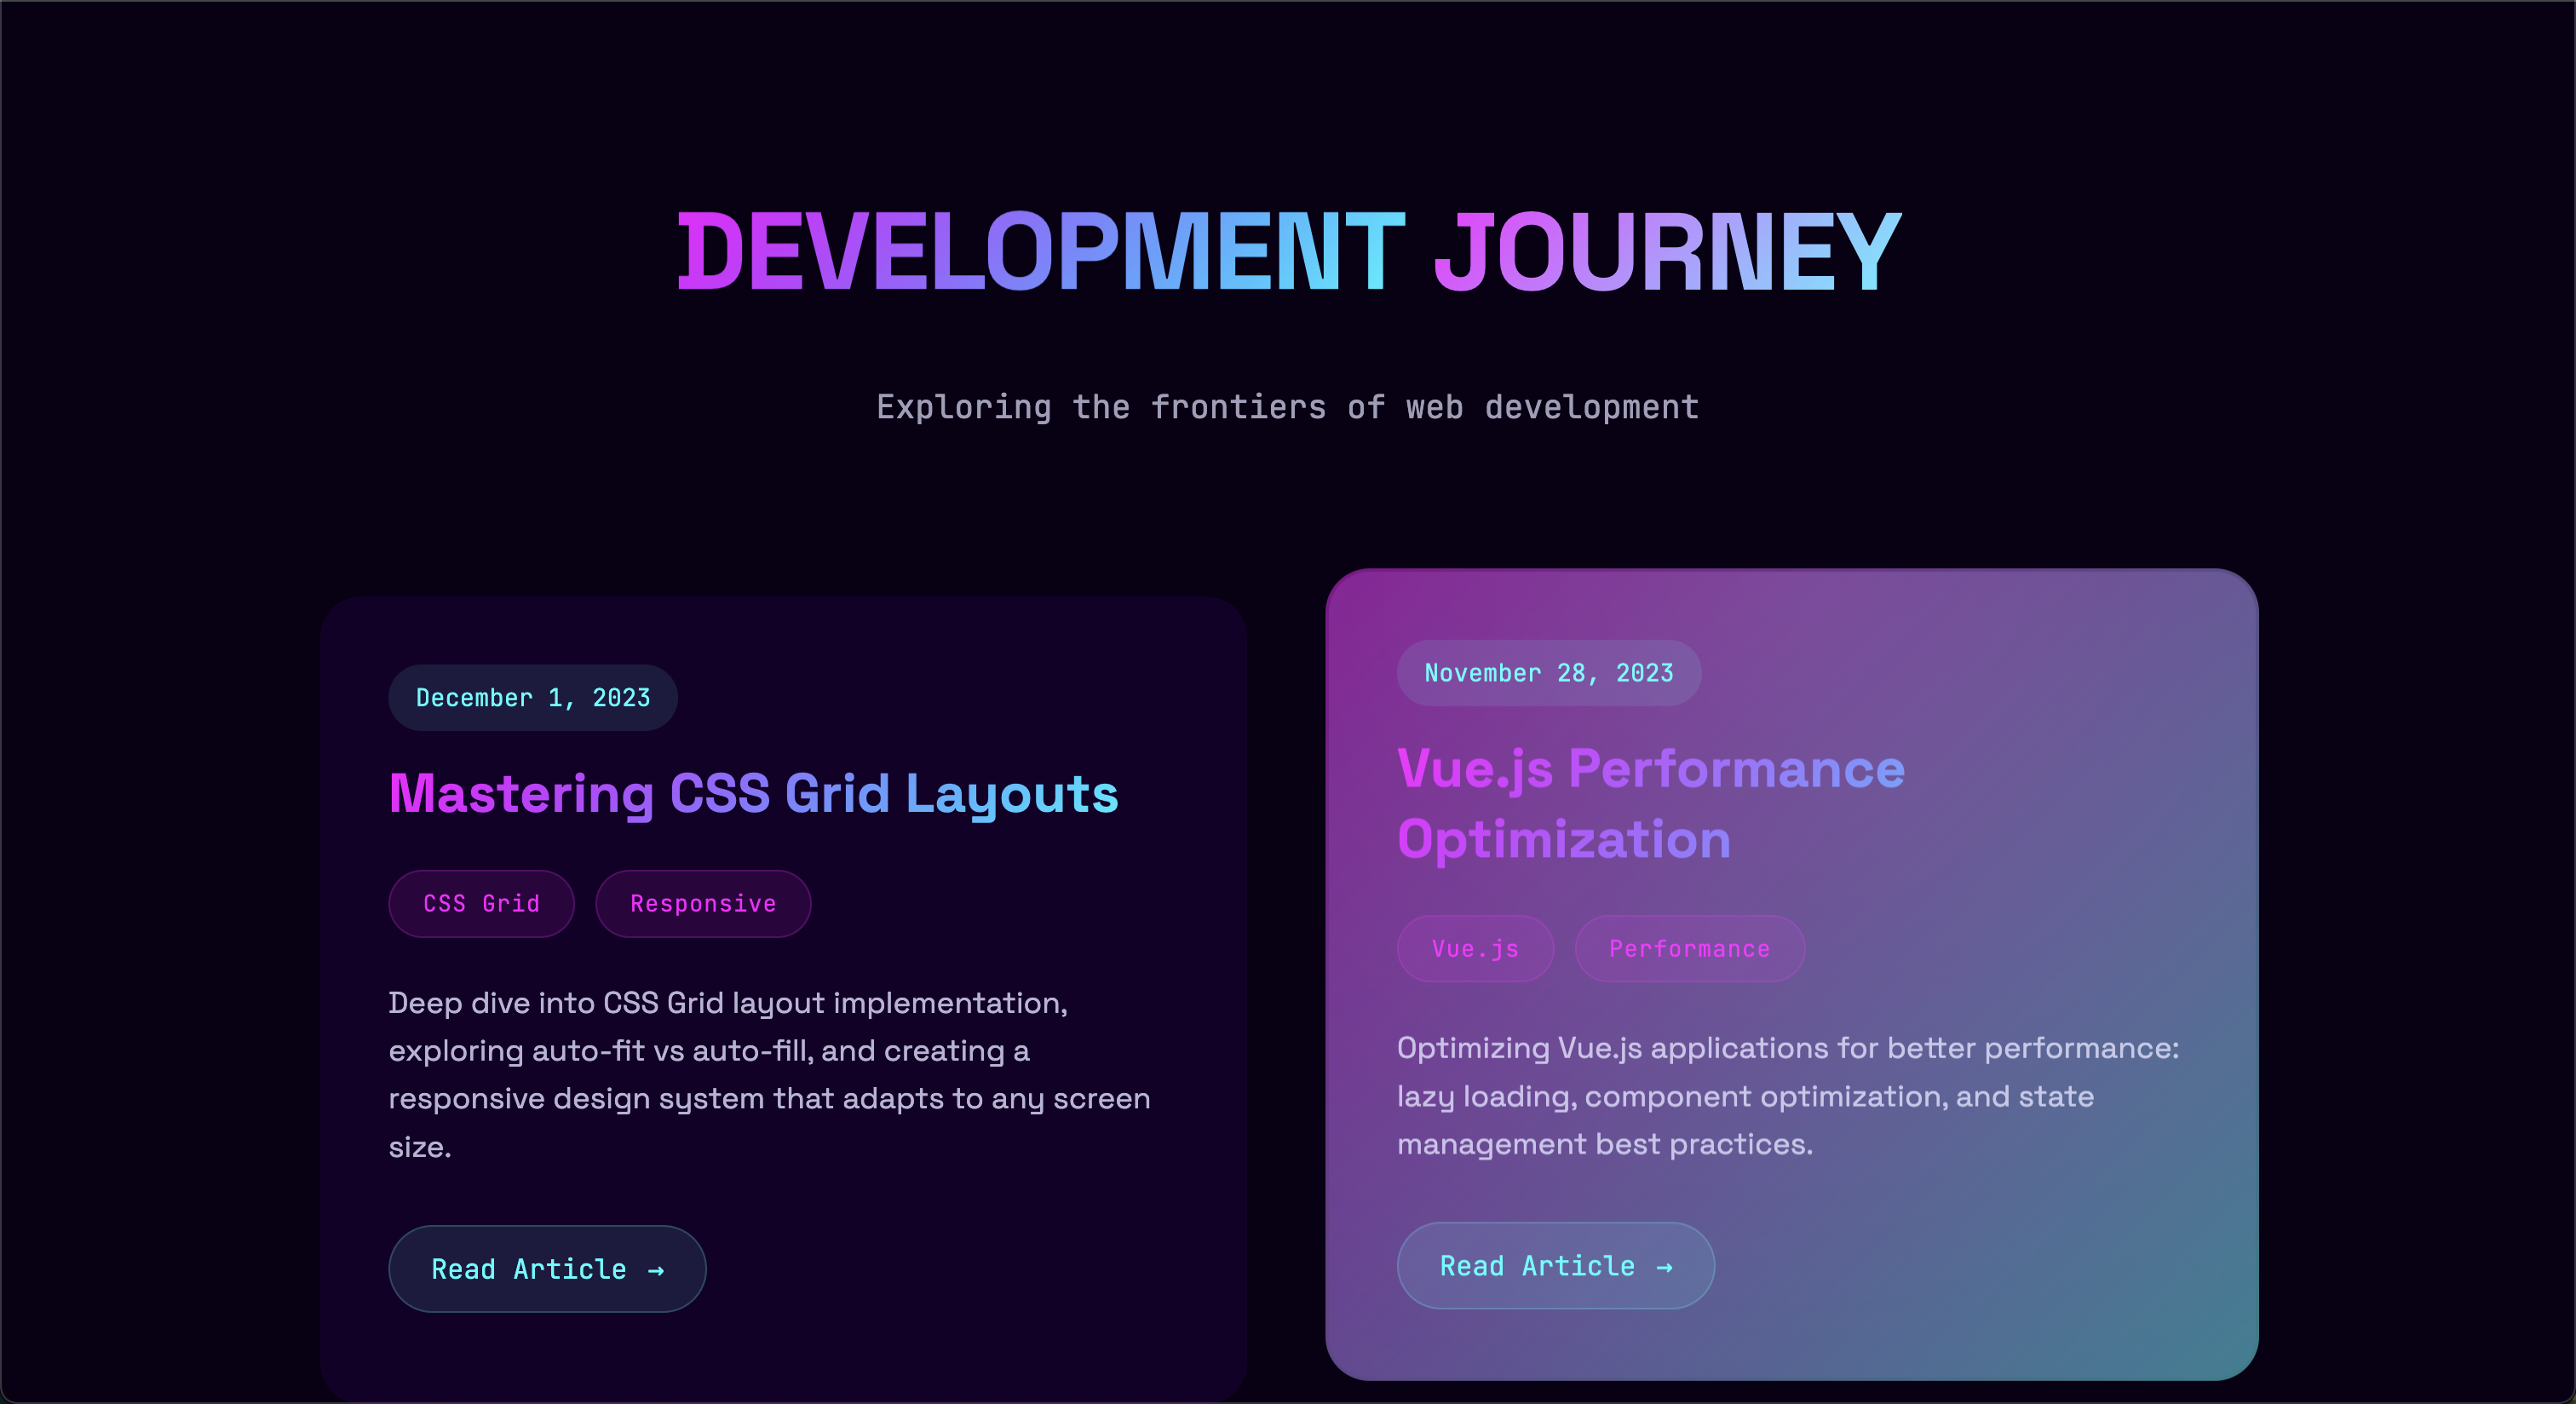 DEVELOPMENT JOURNEY
Exploring the frontiers of web development
December 1, 2023
Mastering CSS Grid Layouts
CSS Grid
Responsive
Deep dive into CSS Grid layout implementation,
exploring auto-fit vs auto-fill, and creating a
responsive design system that adapts to any screen
size.
Read Article →
November 28, 2023
Vue.js Performance
Optimization
Vue.js
Performance
Optimizing Vue.js applications for better performance:
lazy loading, component optimization, and state
management best practices.
Read Article →